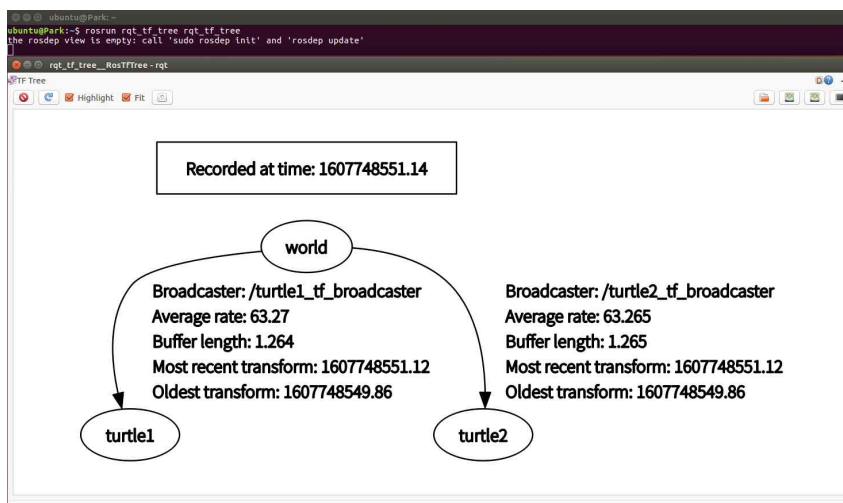 ubuntu@Park: ~
ubuntu@Park:~$ rosrun rqt_tf_tree rqt_tf_tree
the rosdep view is empty: call 'sudo rosdep init' and 'rosdep update'
rqt_tf_tree__RosTfTree - rqt
TF Tree
Highlight Fit
Recorded at time: 1607748551.14
world
Broadcaster: /turtle1_tf_broadcaster
Average rate: 63.27
Buffer length: 1.264
Most recent transform: 1607748551.12
Oldest transform: 1607748549.86
Broadcaster: /turtle2_tf_broadcaster
Average rate: 63.265
Buffer length: 1.265
Most recent transform: 1607748551.12
Oldest transform: 1607748549.86
turtle1
turtle2